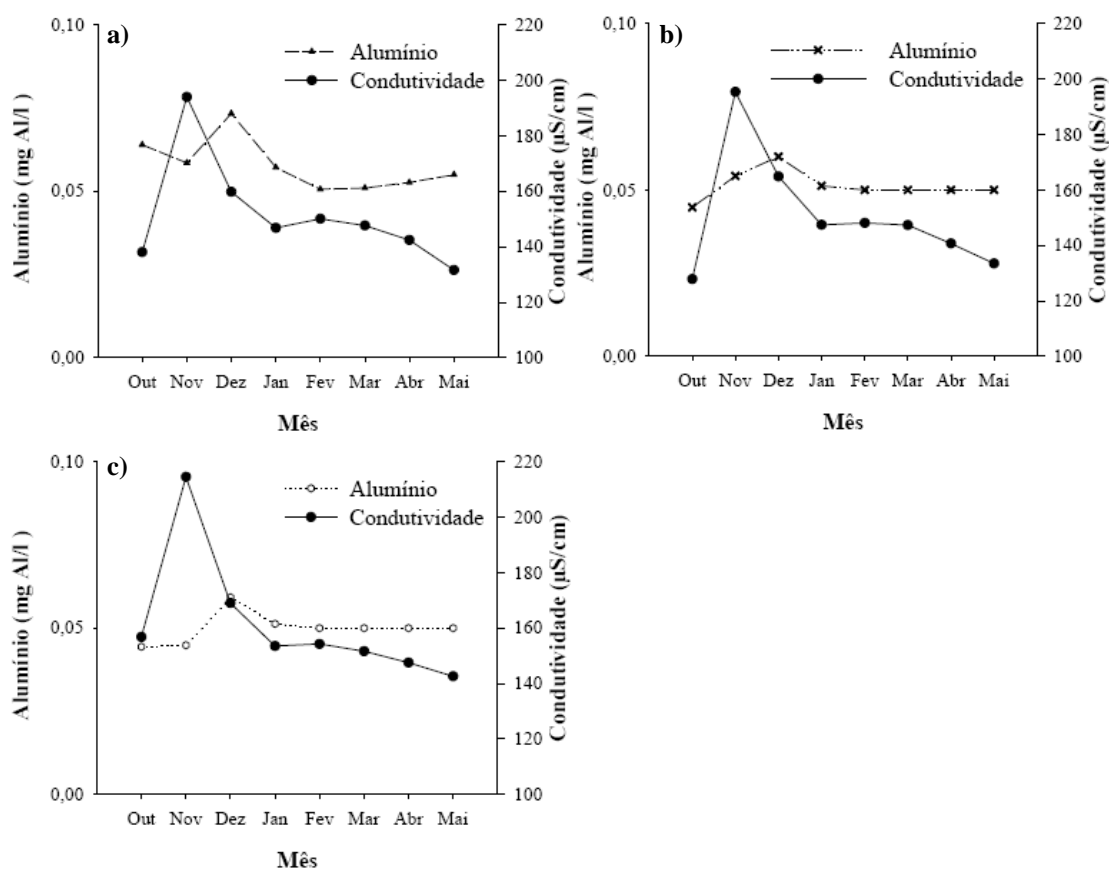 a)
Alumínio
Condutividade
Alumínio (mg Al/l )
0,10
0,05
0,00
220
200
180
160
140
120
100
Condutividade (µS/cm)
Out Nov Dez Jan Fev Mar Abr Mai
Mês
b)
Alumínio
Condutividade
Alumínio (mg Al/l )
0,10
0,05
0,00
220
200
180
160
140
120
100
Condutividade (µS/cm)
Out Nov Dez Jan Fev Mar Abr Mai
Mês
c)
Alumínio
Condutividade
Alumínio (mg Al/l )
0,10
0,05
0,00
220
200
180
160
140
120
100
Condutividade (µS/cm)
Out Nov Dez Jan Fev Mar Abr Mai
Mês